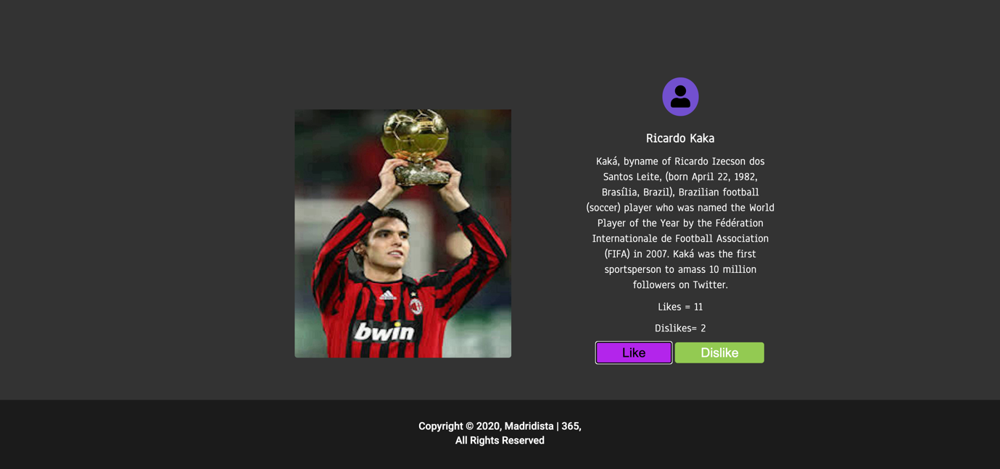 bwin
Ricardo Kaka
Kaká, byname of Ricardo Izecson dos
Santos Leite, (born April 22, 1982,
Brasília, Brazil), Brazilian football
(soccer) player who was named the World
Player of the Year by the Fédération
Internationale de Football Association
(FIFA) in 2007. Kaká was the first
sportsperson to amass 10 million
followers on Twitter.
Likes = 11
Dislikes= 2
Like
Dislike
Copyright © 2020, Madridista | 365,
All Rights Reserved